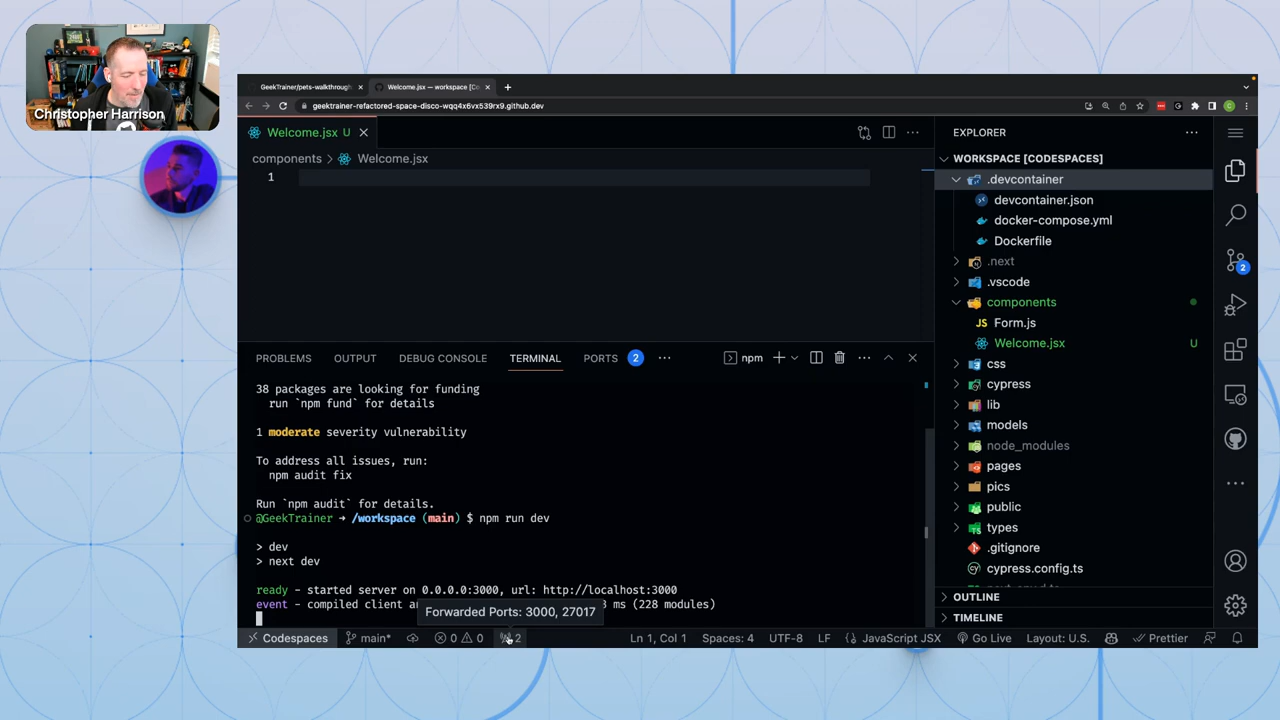 Christopher Harrison
GeekTrainer/pets-walkthrough
Welcome.jsx — workspace [Co
geektrainer-refactored-space-disco-wqq4x6vx539rx9.github.dev
Welcome.jsx U
components > Welcome.jsx
1
PROBLEMS OUTPUT DEBUG CONSOLE TERMINAL PORTS 2
npm
38 packages are looking for funding
run `npm fund` for details
1 moderate severity vulnerability
To address all issues, run:
npm audit fix
Run `npm audit` for details.
@GeekTrainer → /workspace (main) $ npm run dev
> dev
> next dev
ready - started server on 0.0.0.0:3000, url: http://localhost:3000
event - compiled client a ms (228 modules)
Forwarded Ports: 3000, 27017
EXPLORER
WORKSPACE [CODESPACES]
.devcontainer
devcontainer.json
docker-compose.yml
Dockerfile
.next
.vscode
components
JS Form.js
Welcome.jsx U
css
cypress
lib
models
node_modules
pages
pics
public
types
.gitignore
cypress.config.ts
OUTLINE
TIMELINE
2
Codespaces main* 0 0 2 Ln 1, Col 1 Spaces: 4 UTF-8 LF JavaScript JSX Go Live Layout: U.S. Prettier